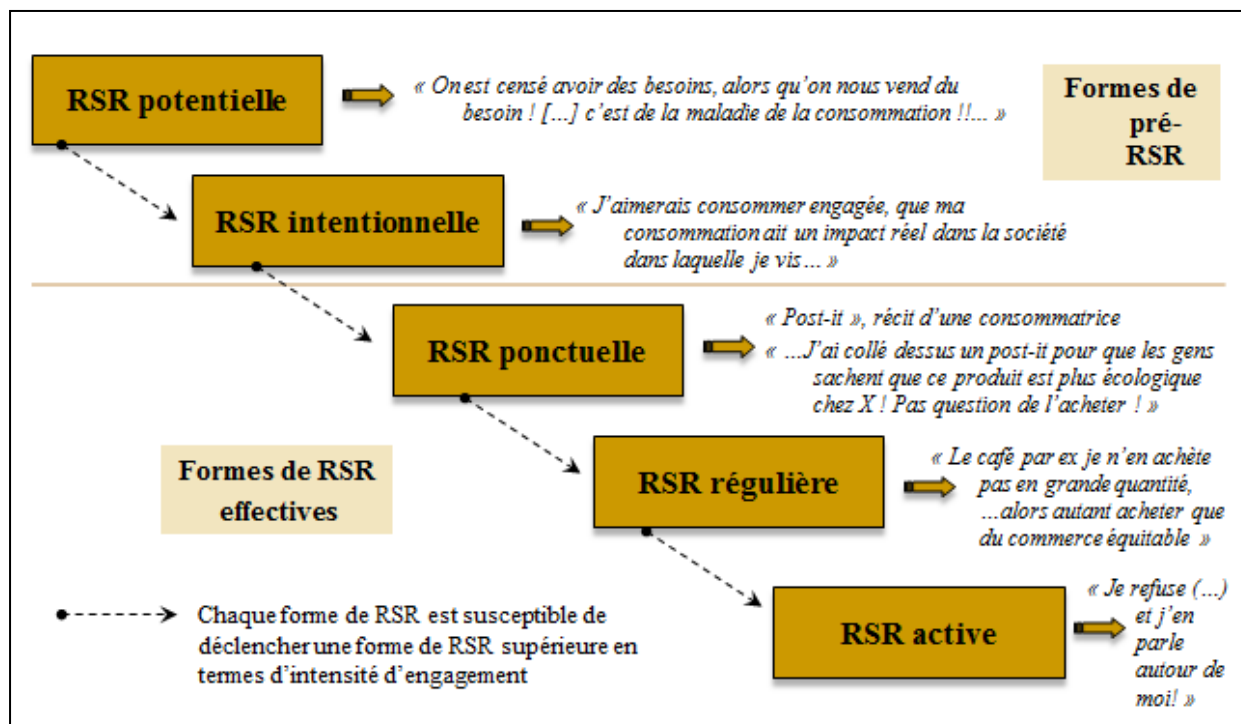 RSR potentielle
« On est censé avoir des besoins, alors qu'on nous vend du
besoin ! […] c'est de la maladie de la consommation !!... »
Formes de
pré-
RSR
RSR intentionnelle
« J'aimerais consommer engagée, que ma
consommation ait un impact réel dans la société
dans laquelle je vis… »
RSR ponctuelle
« Post-it », récit d'une consommatrice
« …J'ai collé dessus un post-it pour que les gens
sachent que ce produit est plus écologique
chez X ! Pas question de l'acheter ! »
Formes de RSR
effectives
RSR régulière
« Le café par ex je n'en achète
pas en grande quantité,
…alors autant acheter que
du commerce équitable »
Chaque forme de RSR est susceptible de
déclencher une forme de RSR supérieure en
termes d'intensité d'engagement
RSR active
« Je refuse (…)
et j'en
parle
autour de
moi! »